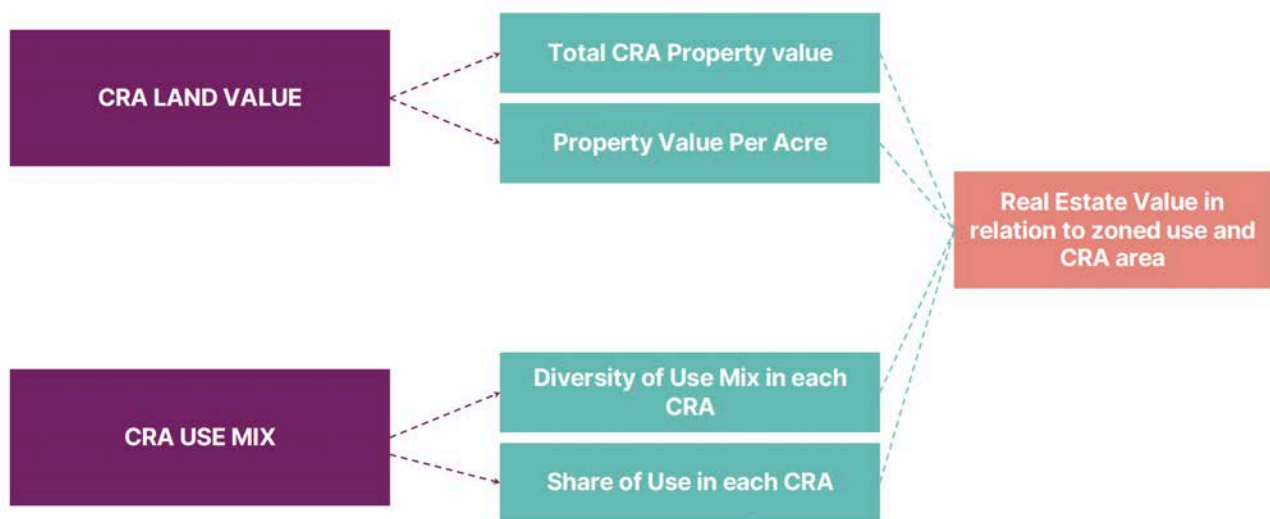 CRA LAND VALUE
Total CRA Property value
Property Value Per Acre
Real Estate Value in
relation to zoned use and
CRA area
CRA USE MIX
Diversity of Use Mix in each
CRA
Share of Use in each CRA